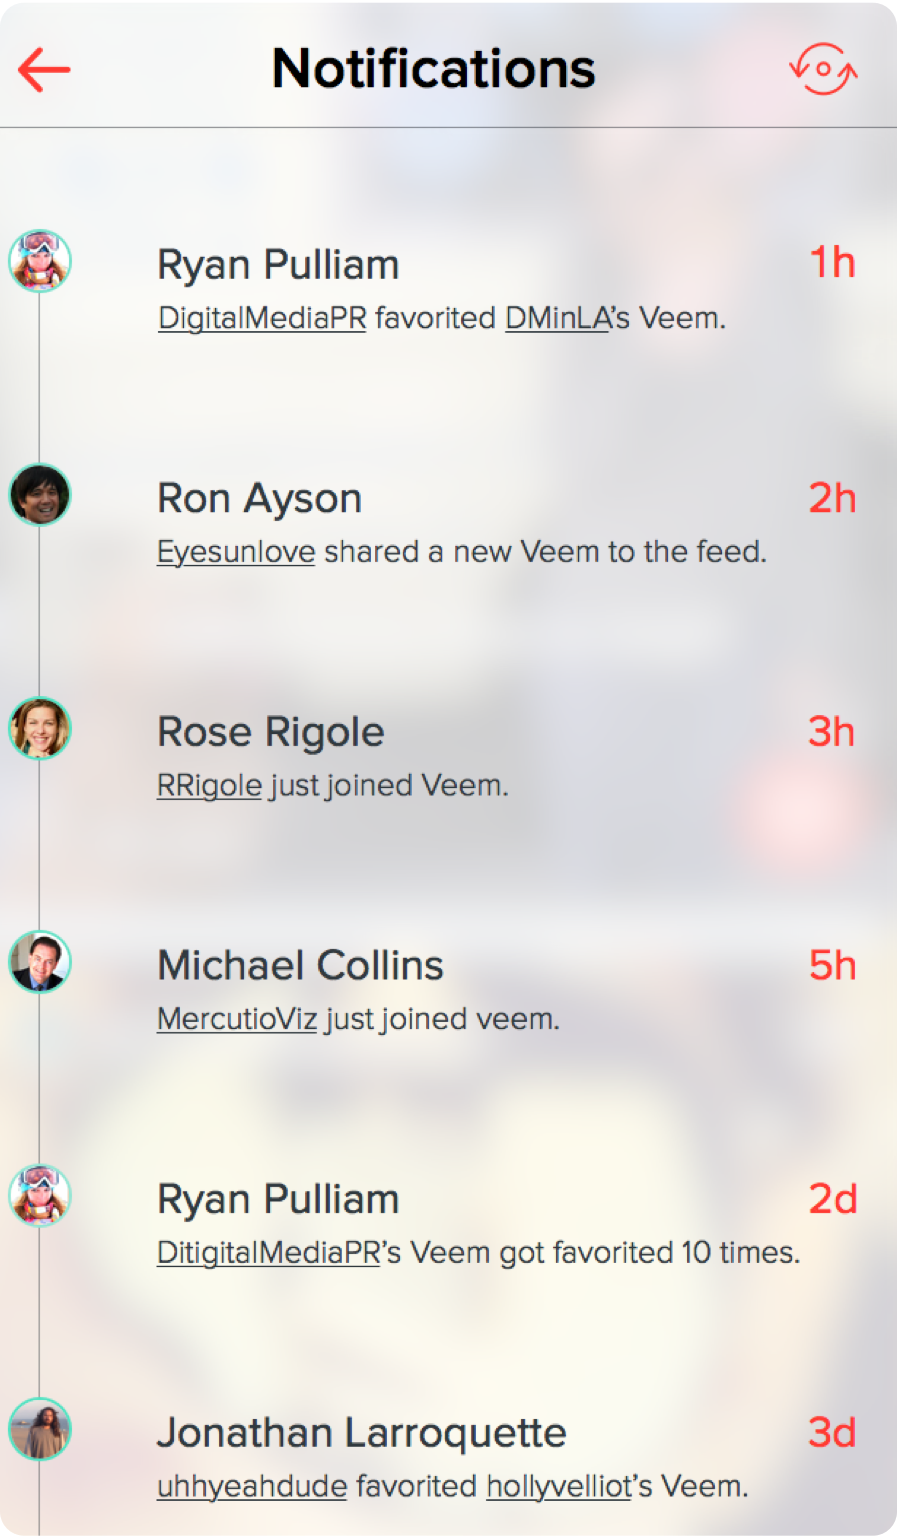 Notifications
Ryan Pulliam
1h
DigitalMediaPR favorited DMinLA’s Veem.
Ron Ayson
2h
Eyesunlove shared a new Veem to the feed.
Rose Rigole
3h
RRigole just joined Veem.
Michael Collins
5h
MercutioViz just joined veem.
Ryan Pulliam
2d
DitigitalMediaPR’s Veem got favorited 10 times.
Jonathan Larroquette
3d
uhhyeahdude favorited hollyvelliot’s Veem.